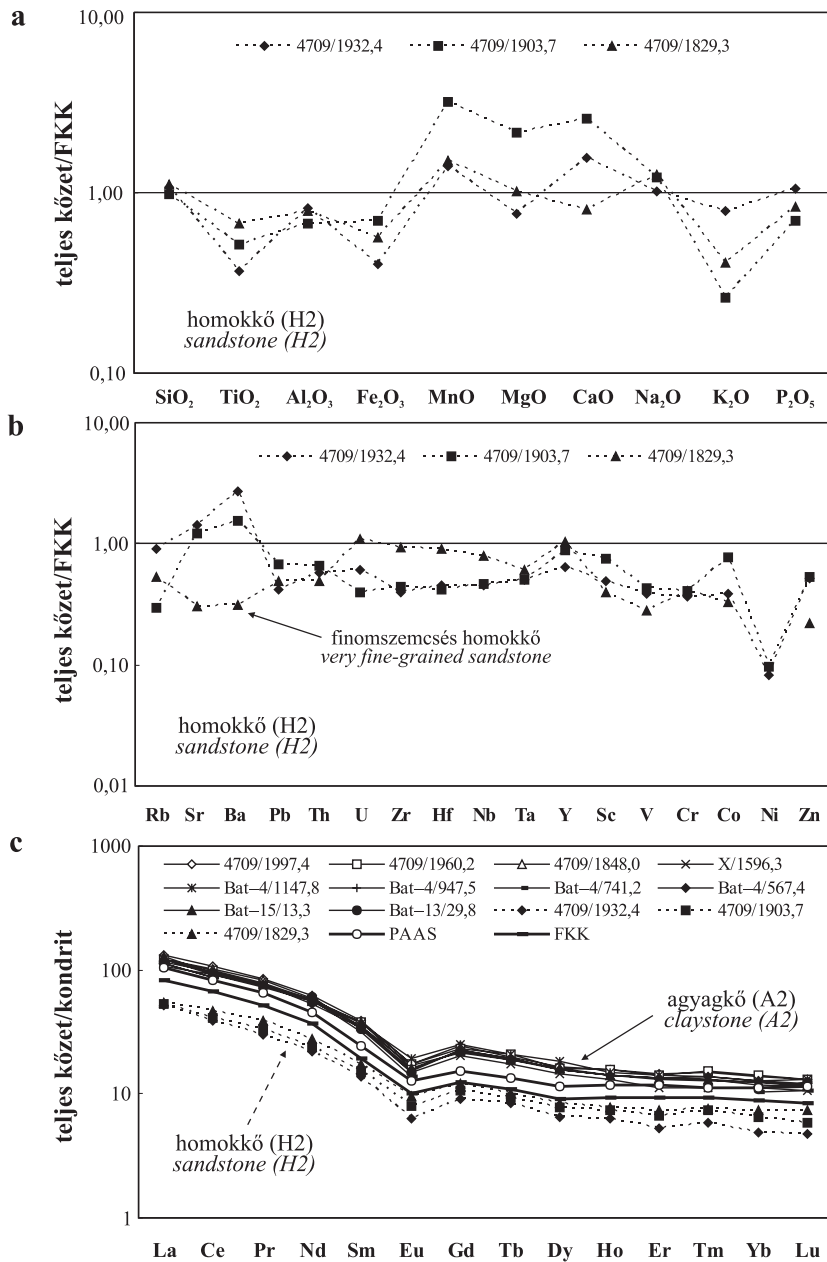 a
10,00
4709/1932,4 4709/1903,7 4709/1829,3
teljes kőzet/FKK
1,00
homokkő (H2)
sandstone (H2)
0,10
SiO₂ TiO₂ Al₂O₃ Fe₂O₃ MnO MgO CaO Na₂O K₂O P₂O₅
b
10,00
4709/1932,4 4709/1903,7 4709/1829,3
teljes kőzet/FKK
1,00
finomszemcsés homokkő
very fine-grained sandstone
0,10
homokkő (H2)
sandstone (H2)
0,01
Rb Sr Ba Pb Th U Zr Hf Nb Ta Y Sc V Cr Co Ni Zn
c
1000
4709/1997,4 4709/1960,2 4709/1848,0 X/1596,3
Bat–4/1147,8 Bat–4/947,5 Bat–4/741,2 Bat–4/567,4
Bat–15/13,3 Bat–13/29,8 4709/1932,4 4709/1903,7
4709/1829,3 PAAS FKK
teljes kőzet/kondrit
100
agyagkő (A2)
claystone (A2)
10
homokkő (H2)
sandstone (H2)
1
La Ce Pr Nd Sm Eu Gd Tb Dy Ho Er Tm Yb Lu